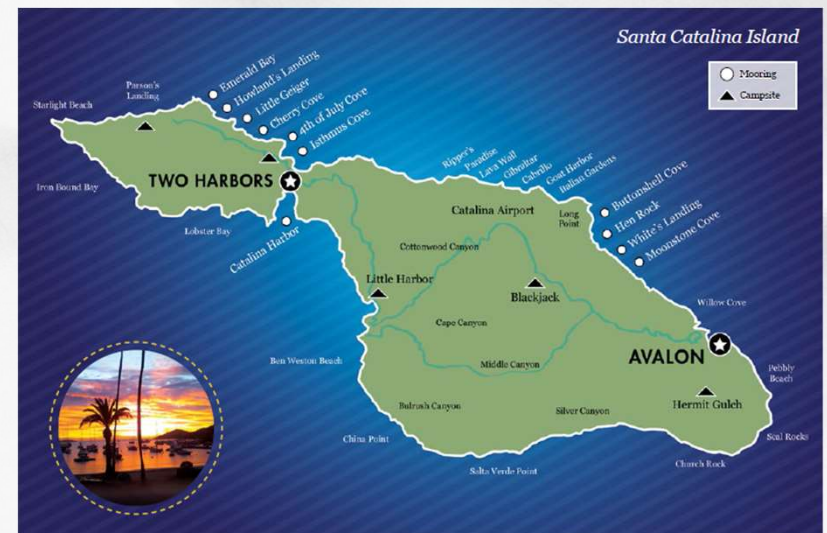 Santa Catalina Island
Mooring
Campsite
Emerald Bay
Howland's Landing
Little Geiger
Cherry Cove
4th of July Cove
Isthmus Cove
Parson's
Landing
Starlight Beach
Iron Bound Bay
TWO HARBORS
Lobster Bay
Catalina Harbor
Ripper's
Paradise
Lava Wall
Gibraltar
Cabrillo
Goat Harbor
Italian Gardens
Buttonshell Cove
Hen Rock
White's Landing
Moonstone Cove
Catalina Airport
Long
Point
Cottonwood Canyon
Little Harbor
Blackjack
Willow Cove
Cape Canyon
AVALON
Ben Weston Beach
Middle Canyon
Pebbly
Beach
Bulrush Canyon
Silver Canyon
Hermit Gulch
China Point
Seal Rocks
Salta Verde Point
Church Rock